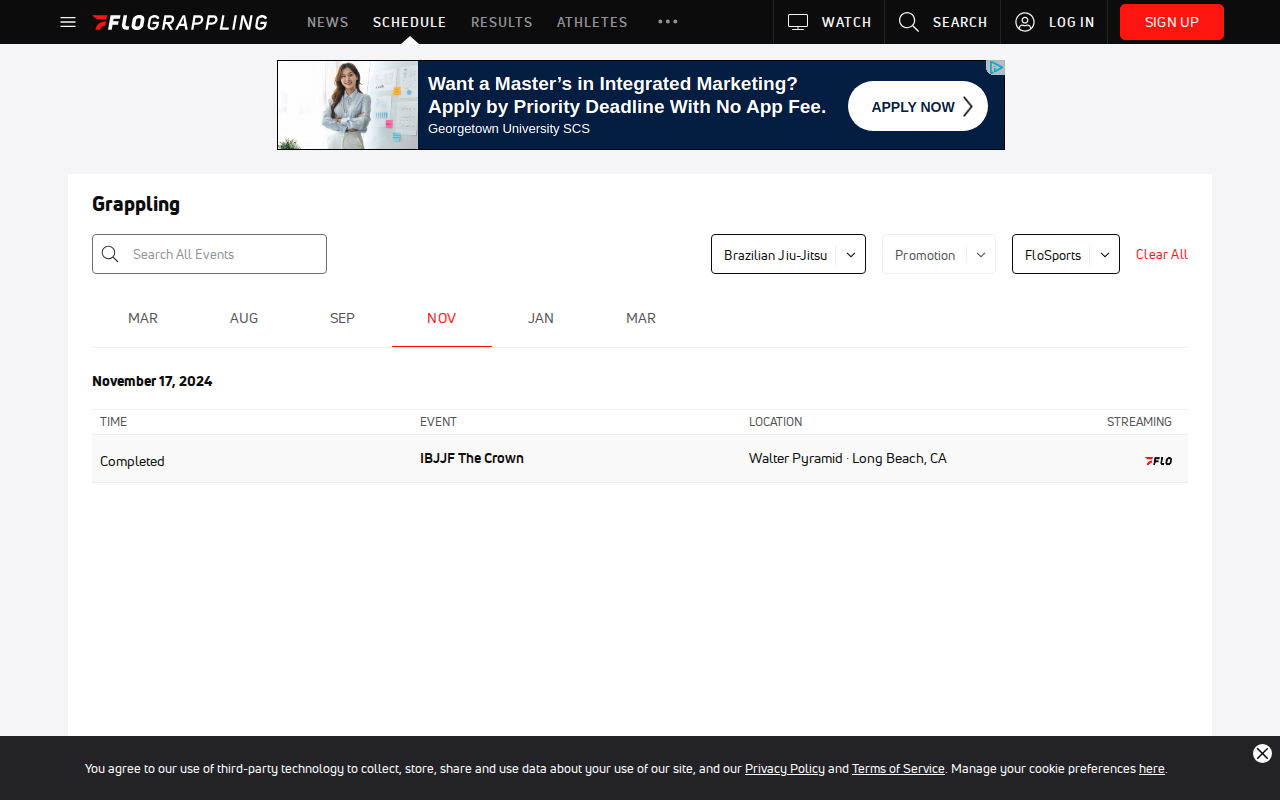 FLOGRAPPLING
NEWS
SCHEDULE
RESULTS
ATHLETES
WATCH
SEARCH
LOG IN
SIGN UP
Want a Master's in Integrated Marketing?
Apply by Priority Deadline With No App Fee.
Georgetown University SCS
APPLY NOW
Grappling
Search All Events
Brazilian Jiu-Jitsu
Promotion
FloSports
Clear All
MAR
AUG
SEP
NOV
JAN
MAR
November 17, 2024
TIME
EVENT
LOCATION
STREAMING
Completed
IBJJF The Crown
Walter Pyramid · Long Beach, CA
FLO
You agree to our use of third-party technology to collect, store, share and use data about your use of our site, and our Privacy Policy and Terms of Service. Manage your cookie preferences here.